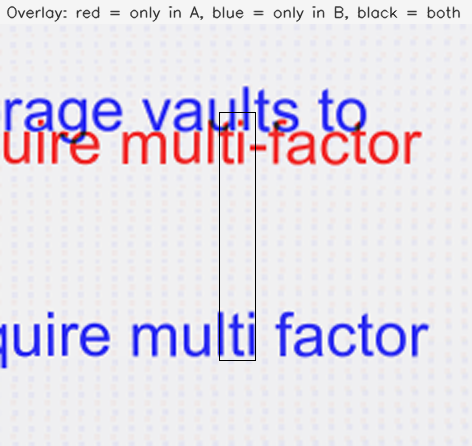 Overlay: red = only in A, blue = only in B, black = both
rage vaults to
uire multi-factor
quire multi factor